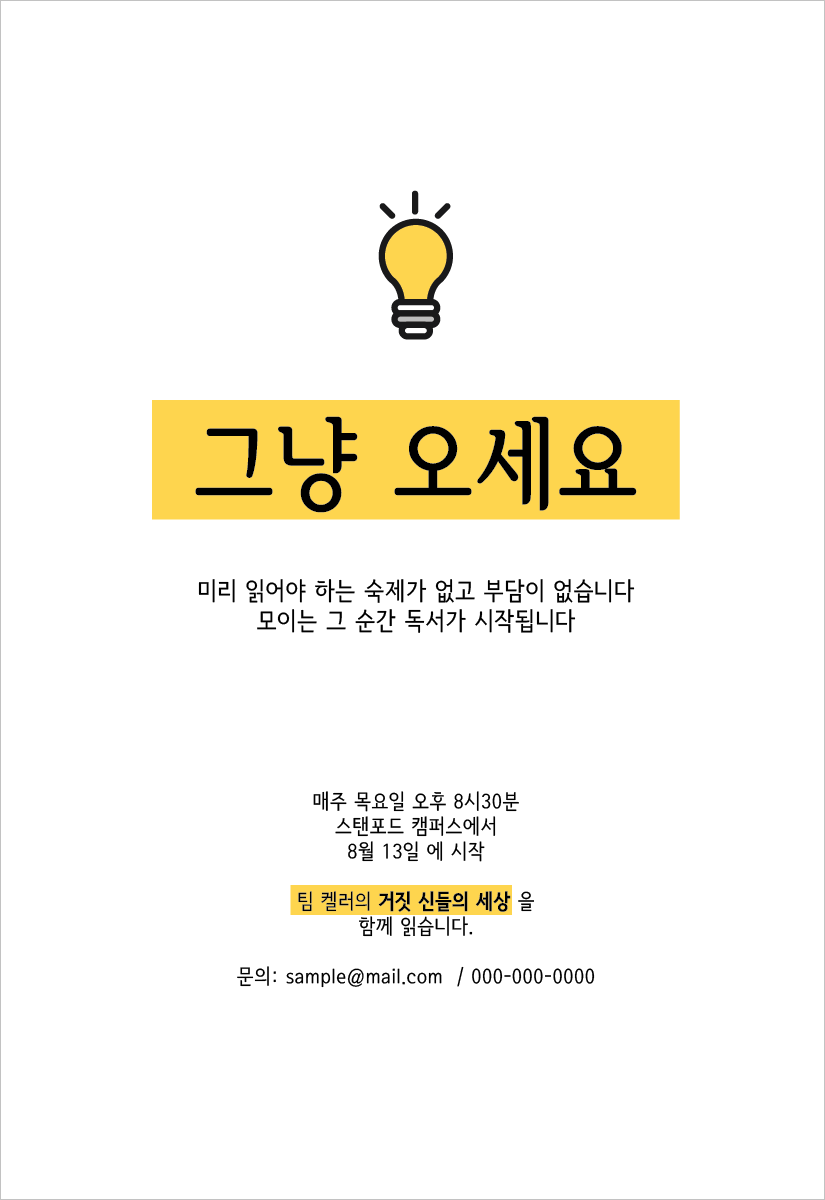 그냥 오세요
미리 읽어야 하는 숙제가 없고 부담이 없습니다
모이는 그 순간 독서가 시작됩니다
매주 목요일 오후 8시30분
스탠포드 캠퍼스에서
8월 13일 에 시작
팀 켈러의 거짓 신들의 세상 을
함께 읽습니다.
문의: sample@mail.com / 000-000-0000